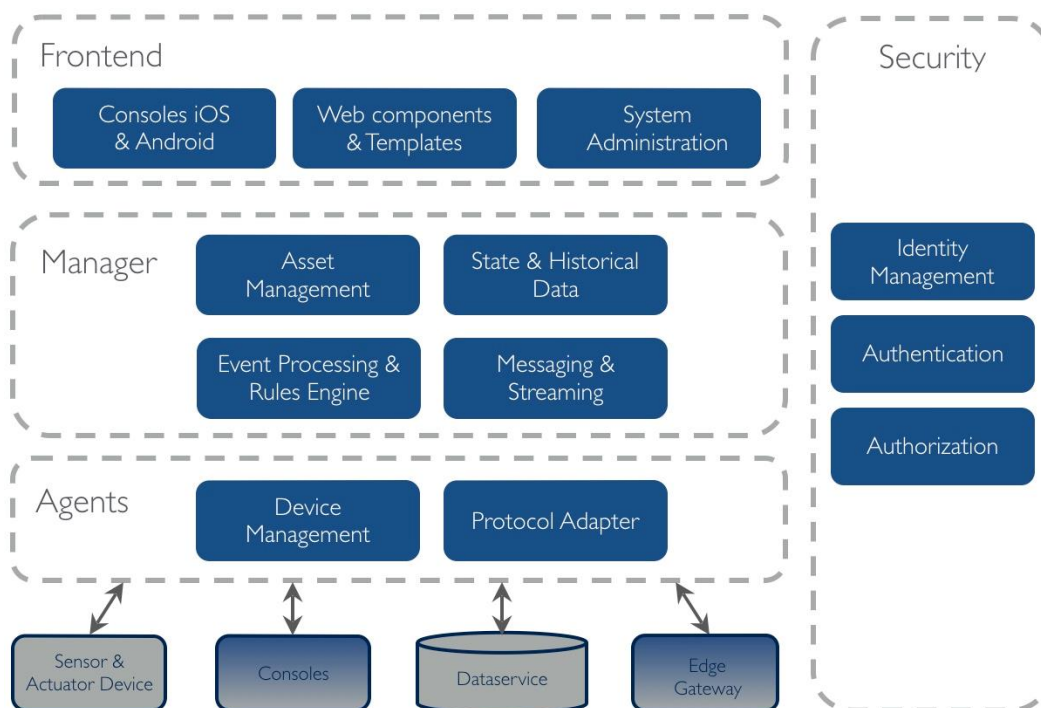 Frontend
Consoles iOS
& Android
Web components
& Templates
System
Administration
Manager
Asset
Management
State & Historical
Data
Event Processing &
Rules Engine
Messaging &
Streaming
Agents
Device
Management
Protocol Adapter
Sensor &
Actuator Device
Consoles
Dataservice
Edge
Gateway
Security
Identity
Management
Authentication
Authorization